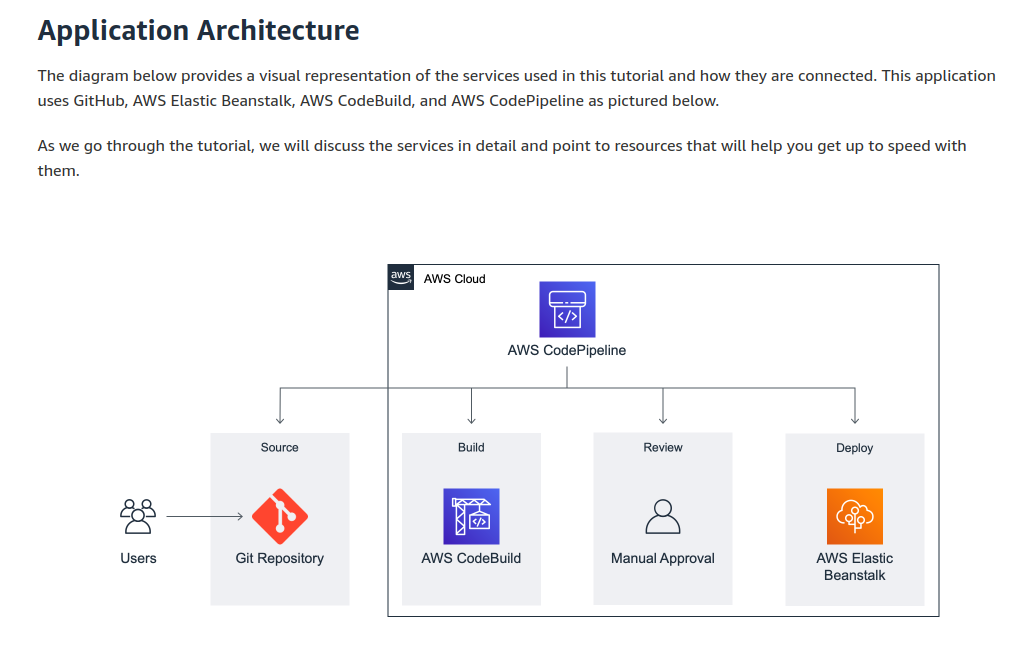 Application Architecture
The diagram below provides a visual representation of the services used in this tutorial and how they are connected. This application
uses GitHub, AWS Elastic Beanstalk, AWS CodeBuild, and AWS CodePipeline as pictured below.
As we go through the tutorial, we will discuss the services in detail and point to resources that will help you get up to speed with
them.
aws
AWS Cloud
</>
AWS CodePipeline
Source
Build
Review
Deploy
</>
Users
Git Repository
AWS CodeBuild
Manual Approval
AWS Elastic
Beanstalk